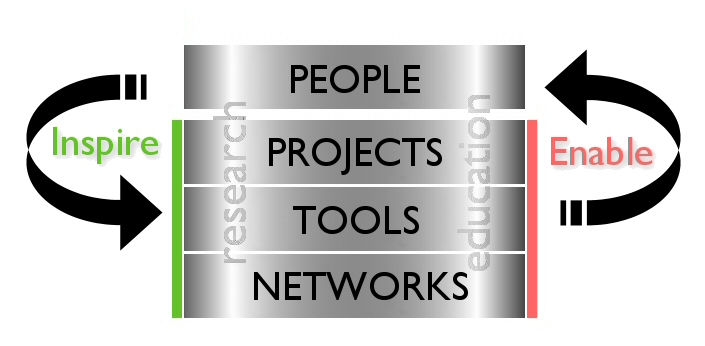 PEOPLE
research
education
Inspire
PROJECTS
Enable
TOOLS
NETWORKS